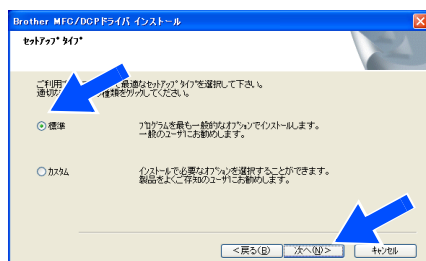 Brother MFC/DCPドライバ インストール
ｾｯﾄｱｯﾌﾟ ﾀｲﾌﾟ
ご利用
最適なｾｯﾄｱｯﾌﾟ ﾀｲﾌﾟを選択して下さい。
適切な
種類をｸﾘｯｸしてください。
標準
ﾌﾟﾛｸﾞﾗﾑを最も一般的なｵﾌﾟｼｮﾝでｲﾝｽﾄｰﾙします。
一般のﾕｰｻﾞにお勧めします。
ｶｽﾀﾑ
ｲﾝｽﾄｰﾙで必要なｵﾌﾟｼｮﾝを選択することができます。
製品をよくご存知のﾕｰｻﾞにお勧めします。
<戻る(B) 次へ(N)> ｷｬﾝｾﾙ